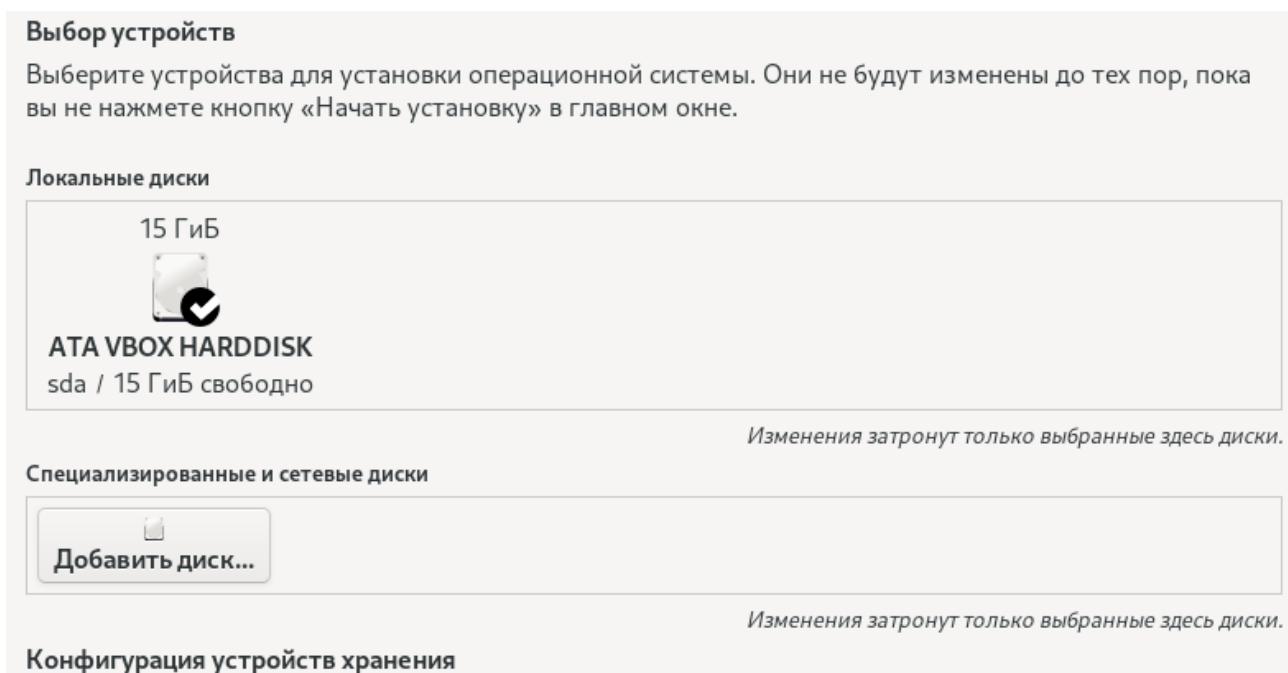 Выбор устройств
Выберите устройства для установки операционной системы. Они не будут изменены до тех пор, пока
вы не нажмете кнопку «Начать установку» в главном окне.
Локальные диски
15 ГиБ
ATA VBOX HARDDISK
sda / 15 ГиБ свободно
Изменения затронут только выбранные здесь диски.
Специализированные и сетевые диски
Добавить диск...
Изменения затронут только выбранные здесь диски.
Конфигурация устройств хранения